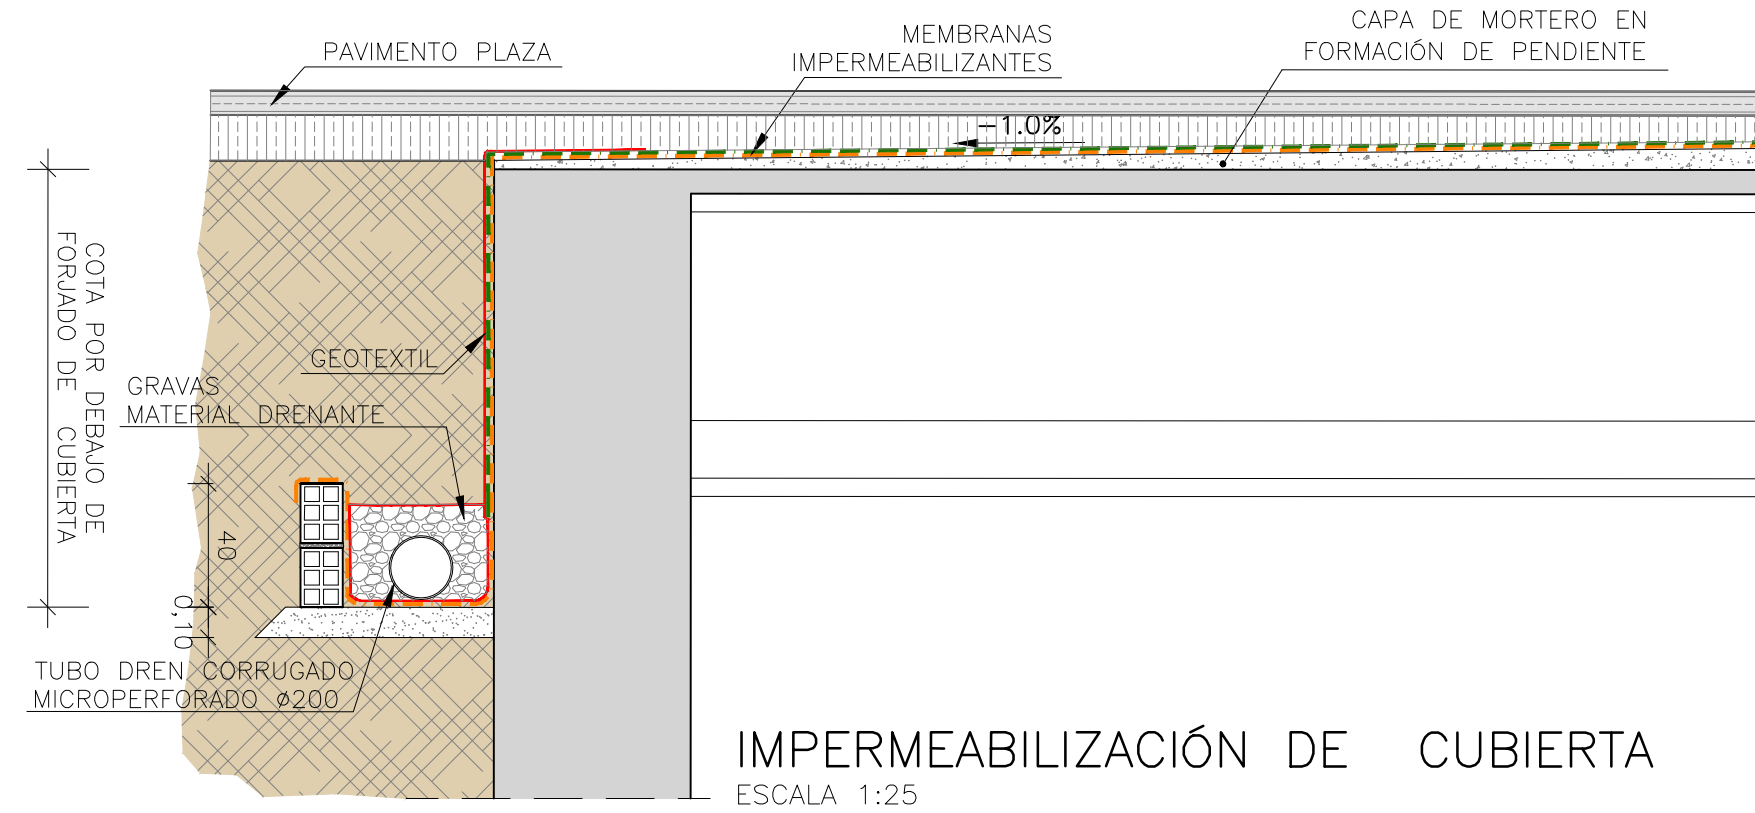 CAPA DE MORTERO EN
FORMACIÓN DE PENDIENTE
MEMBRANAS
IMPERMEABILIZANTES
PAVIMENTO PLAZA
-1.0%
COTA POR DEBAJO DE
FORJADO DE CUBIERTA
GEOTEXTIL
GRAVAS
MATERIAL DRENANTE
40
0,10
TUBO DREN CORRUGADO
MICROPERFORADO ø200
IMPERMEABILIZACIÓN DE CUBIERTA
ESCALA 1:25